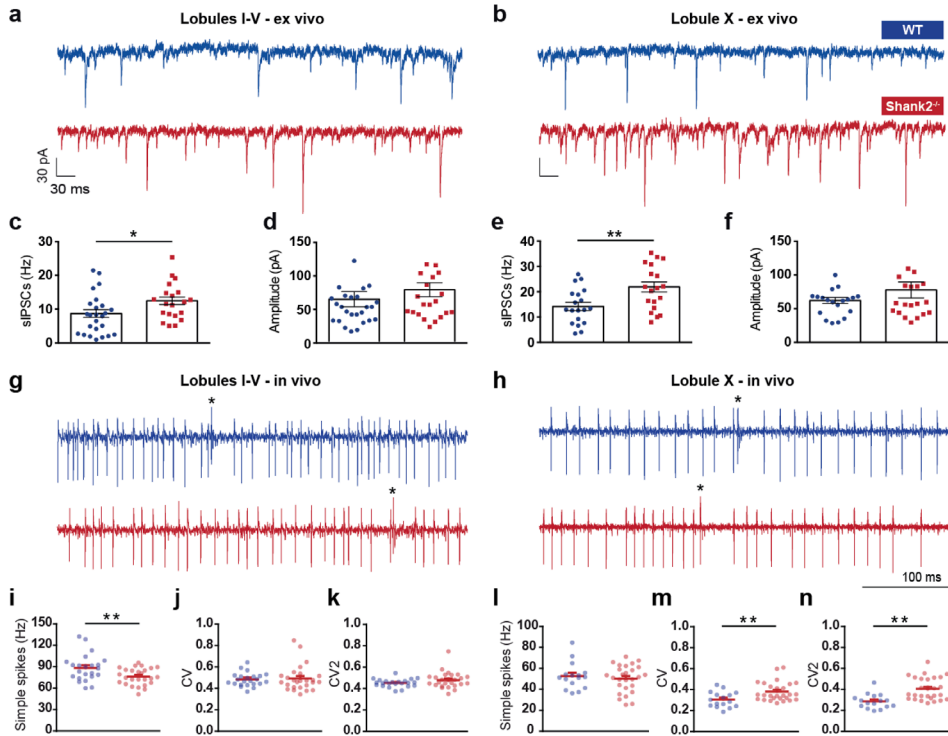 a Lobules I-V - ex vivo
b Lobule X - ex vivo
WT
Shank2-/-
30 pA
30 ms
c
*
sIPSCs (Hz)
30
20
10
0
d
Amplitude (pA)
150
100
50
0
e
**
sIPSCs (Hz)
40
30
20
10
0
f
Amplitude (pA)
150
100
50
0
g Lobules I-V - in vivo
*
*
h Lobule X - in vivo
*
*
100 ms
i
**
Simple spikes (Hz)
150
120
90
60
30
0
j
CV
1.0
0.8
0.6
0.4
0.2
0.0
k
CV2
1.0
0.8
0.6
0.4
0.2
0.0
l
Simple spikes (Hz)
100
80
60
40
20
0
m
**
CV
1.0
0.8
0.6
0.4
0.2
0.0
n
**
CV2
1.0
0.8
0.6
0.4
0.2
0.0